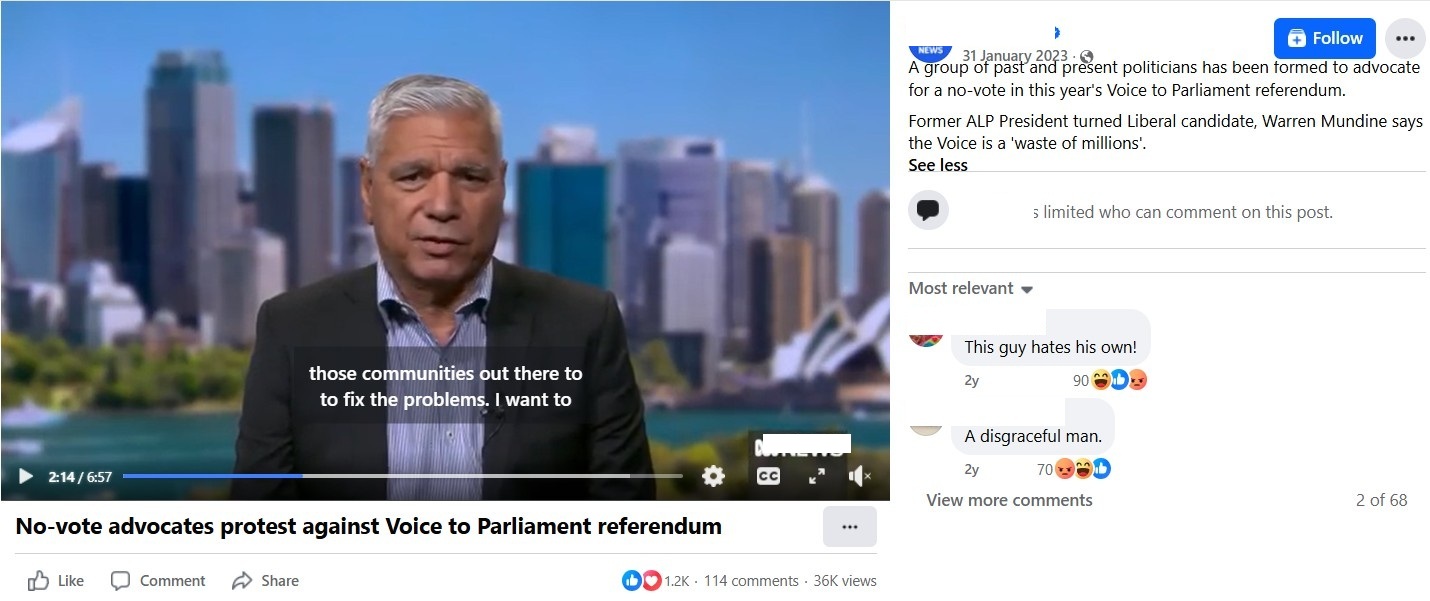 those communities out there to
to fix the problems. I want to
2:14 / 6:57
CC
No-vote advocates protest against Voice to Parliament referendum
Like
Comment
Share
1.2K · 114 comments · 36K views
NEWS
31 January 2023 ·
Follow
A group of past and present politicians has been formed to advocate
for a no-vote in this year's Voice to Parliament referendum.
Former ALP President turned Liberal candidate, Warren Mundine says
the Voice is a 'waste of millions'.
See less
limited who can comment on this post.
Most relevant
This guy hates his own!
2y
90
A disgraceful man.
2y
70
View more comments
2 of 68